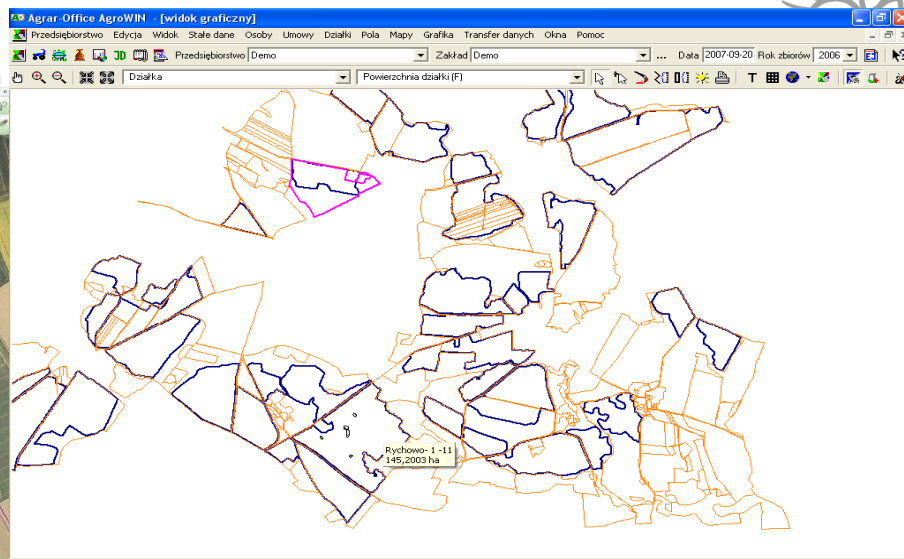 Agrar-Office AgroWIN - [widok graficzny]
Przedsiębiorstwo Edycja Widok Stałe dane Osoby Umowy Działki Pola Mapy Grafika Transfer danych Okna Pomoc
JD Przedsiębiorstwo Demo Zakład Demo ... Data 2007-09-20 Rok zbiorów 2006
Działka Powierzchnia działki (F) T
Rychowo- 1 -11
145,2003 ha